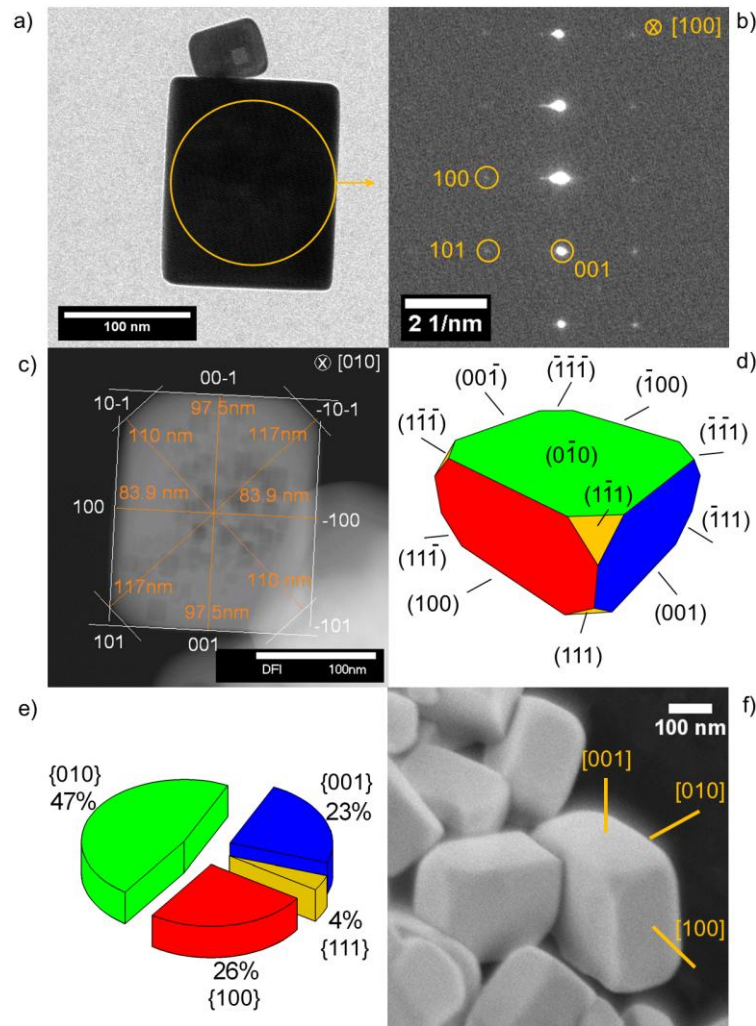 a)
100 nm
b)
⊗ [100]
100
101
001
2 1/nm
c)
⊗ [010]
00-1
10-1
-10-1
97.5nm
110 nm
117nm
83.9 nm
83.9 nm
100
-100
117nm
110 nm
97.5nm
101
001
-101
DFI
100nm
d)
(1̄1̄1̄)
(001̄)
(1̄00)
(11̄1̄)
(01̄0)
(1̄1̄1)
(11̄1)
(111̄)
(1̄11)
(100)
(001)
(111)
e)
{010}
47%
{001}
23%
4%
{111}
26%
{100}
f)
100 nm
[001]
[010]
[100]